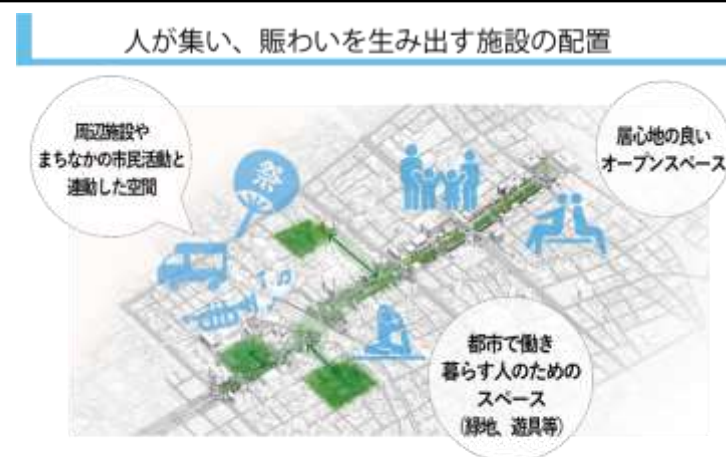 人が集い、賑わいを生み出す施設の配置
周辺施設や
まちなかの市民活動と
連動した空間
祭
居心地の良い
オープンスペース
都市で働き
暮らす人のための
スペース
(緑地、遊具等)